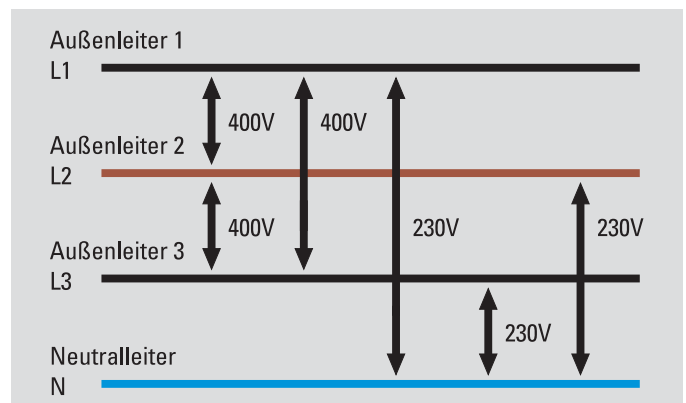 Außenleiter 1
L1
400V 400V
Außenleiter 2
L2
400V 230V 230V
Außenleiter 3
L3
230V
Neutralleiter
N